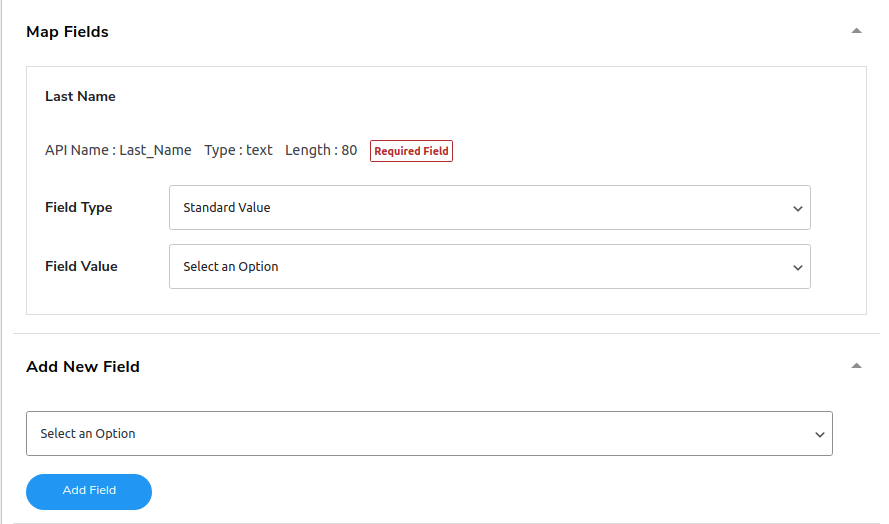 Map Fields
Last Name
API Name : Last_Name Type : text Length : 80 Required Field
Field Type Standard Value
Field Value Select an Option
Add New Field
Select an Option
Add Field